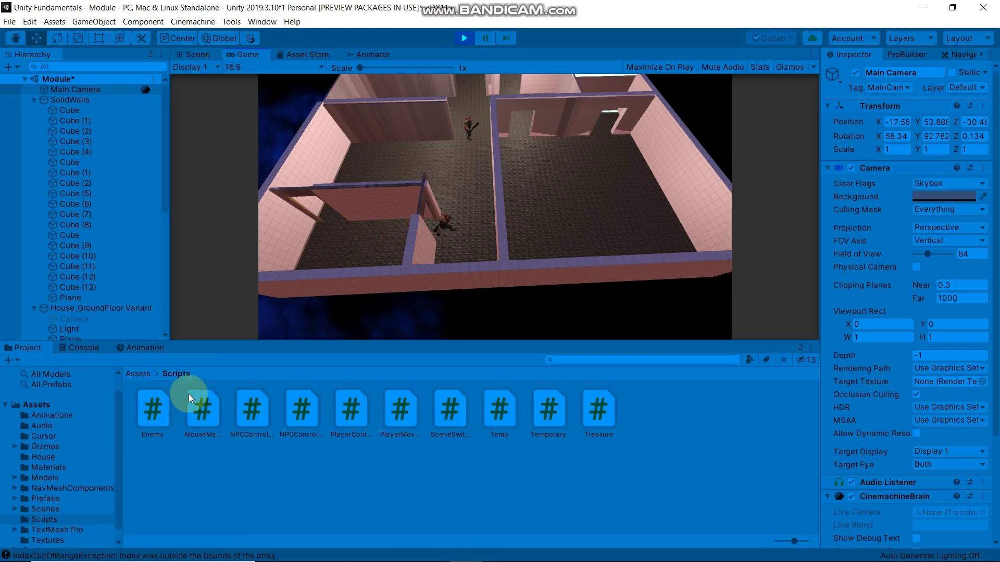 Unity Fundamentals - Module - PC, Mac & Linux Standalone - Unity 2019.3.10f1 Personal [PREVIEW PACKAGES IN USE]* <DX11>
www.BANDICAM.com
File Edit Assets GameObject Component Cinemachine Tools Window Help
Center Global Collab Account Layers Layout
Hierarchy Scene Game Asset Store Animator Inspector ProBuilder Naviga
All Display 1 16:9 Scale 1x Maximize On Play Mute Audio Stats Gizmos
Module*
Main Camera
SolidWalls
Cube
Cube (1)
Cube (2)
Cube (3)
Cube (4)
Cube
Cube (1)
Cube (2)
Cube (5)
Cube (6)
Cube (7)
Cube (8)
Cube
Cube (9)
Cube (10)
Cube (11)
Cube (12)
Cube (13)
Plane
House_GroundFloor Variant
Camera
Light
Plane
Main Camera Static
Tag MainCam Layer Default
Transform
Position X -17.56 Y 53.886 Z -30.46
Rotation X 58.34 Y 92.782 Z 0.134
Scale X 1 Y 1 Z 1
Camera
Clear Flags Skybox
Background
Culling Mask Everything
Projection Perspective
FOV Axis Vertical
Field of View 64
Physical Camera
Clipping Planes Near 0.3
Far 1000
Viewport Rect
X 0 Y 0
W 1 H 1
Depth -1
Rendering Path Use Graphics Set
Target Texture None (Render Te
Occlusion Culling
HDR Use Graphics Set
MSAA Use Graphics Set
Allow Dynamic Reso
Target Display Display 1
Target Eye Both
Audio Listener
CinemachineBrain
Live Camera None (Transfo
Live Blend
Show Debug Text
Project Console Animation
13
All Models
All Prefabs
Assets
Animations
Audio
Cursor
Gizmos
House
Materials
Models
NavMeshComponents
Prefabs
Scenes
Scripts
TextMesh Pro
Textures
Assets > Scripts
Enemy MouseMa... NPCControl... NPCControl... PlayerCont... PlayerMov... SceneSwit... Temp Temporary Treasure
IndexOutOfRangeException: Index was outside the bounds of the array.
Auto Generate Lighting Off